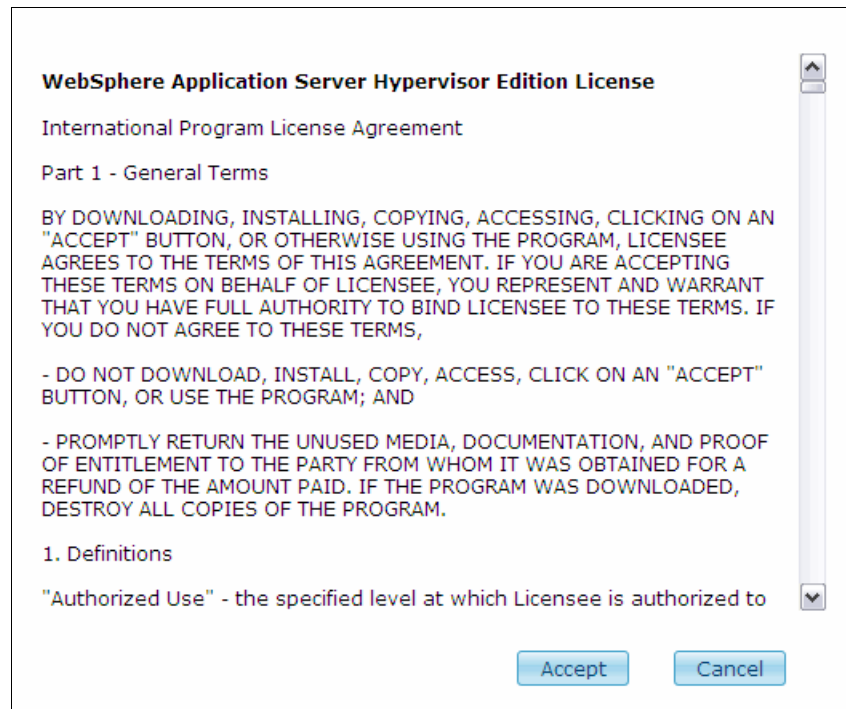 WebSphere Application Server Hypervisor Edition License
International Program License Agreement
Part 1 - General Terms
BY DOWNLOADING, INSTALLING, COPYING, ACCESSING, CLICKING ON AN
"ACCEPT" BUTTON, OR OTHERWISE USING THE PROGRAM, LICENSEE
AGREES TO THE TERMS OF THIS AGREEMENT. IF YOU ARE ACCEPTING
THESE TERMS ON BEHALF OF LICENSEE, YOU REPRESENT AND WARRANT
THAT YOU HAVE FULL AUTHORITY TO BIND LICENSEE TO THESE TERMS. IF
YOU DO NOT AGREE TO THESE TERMS,
- DO NOT DOWNLOAD, INSTALL, COPY, ACCESS, CLICK ON AN "ACCEPT"
BUTTON, OR USE THE PROGRAM; AND
- PROMPTLY RETURN THE UNUSED MEDIA, DOCUMENTATION, AND PROOF
OF ENTITLEMENT TO THE PARTY FROM WHOM IT WAS OBTAINED FOR A
REFUND OF THE AMOUNT PAID. IF THE PROGRAM WAS DOWNLOADED,
DESTROY ALL COPIES OF THE PROGRAM.
1. Definitions
"Authorized Use" - the specified level at which Licensee is authorized to
Accept Cancel